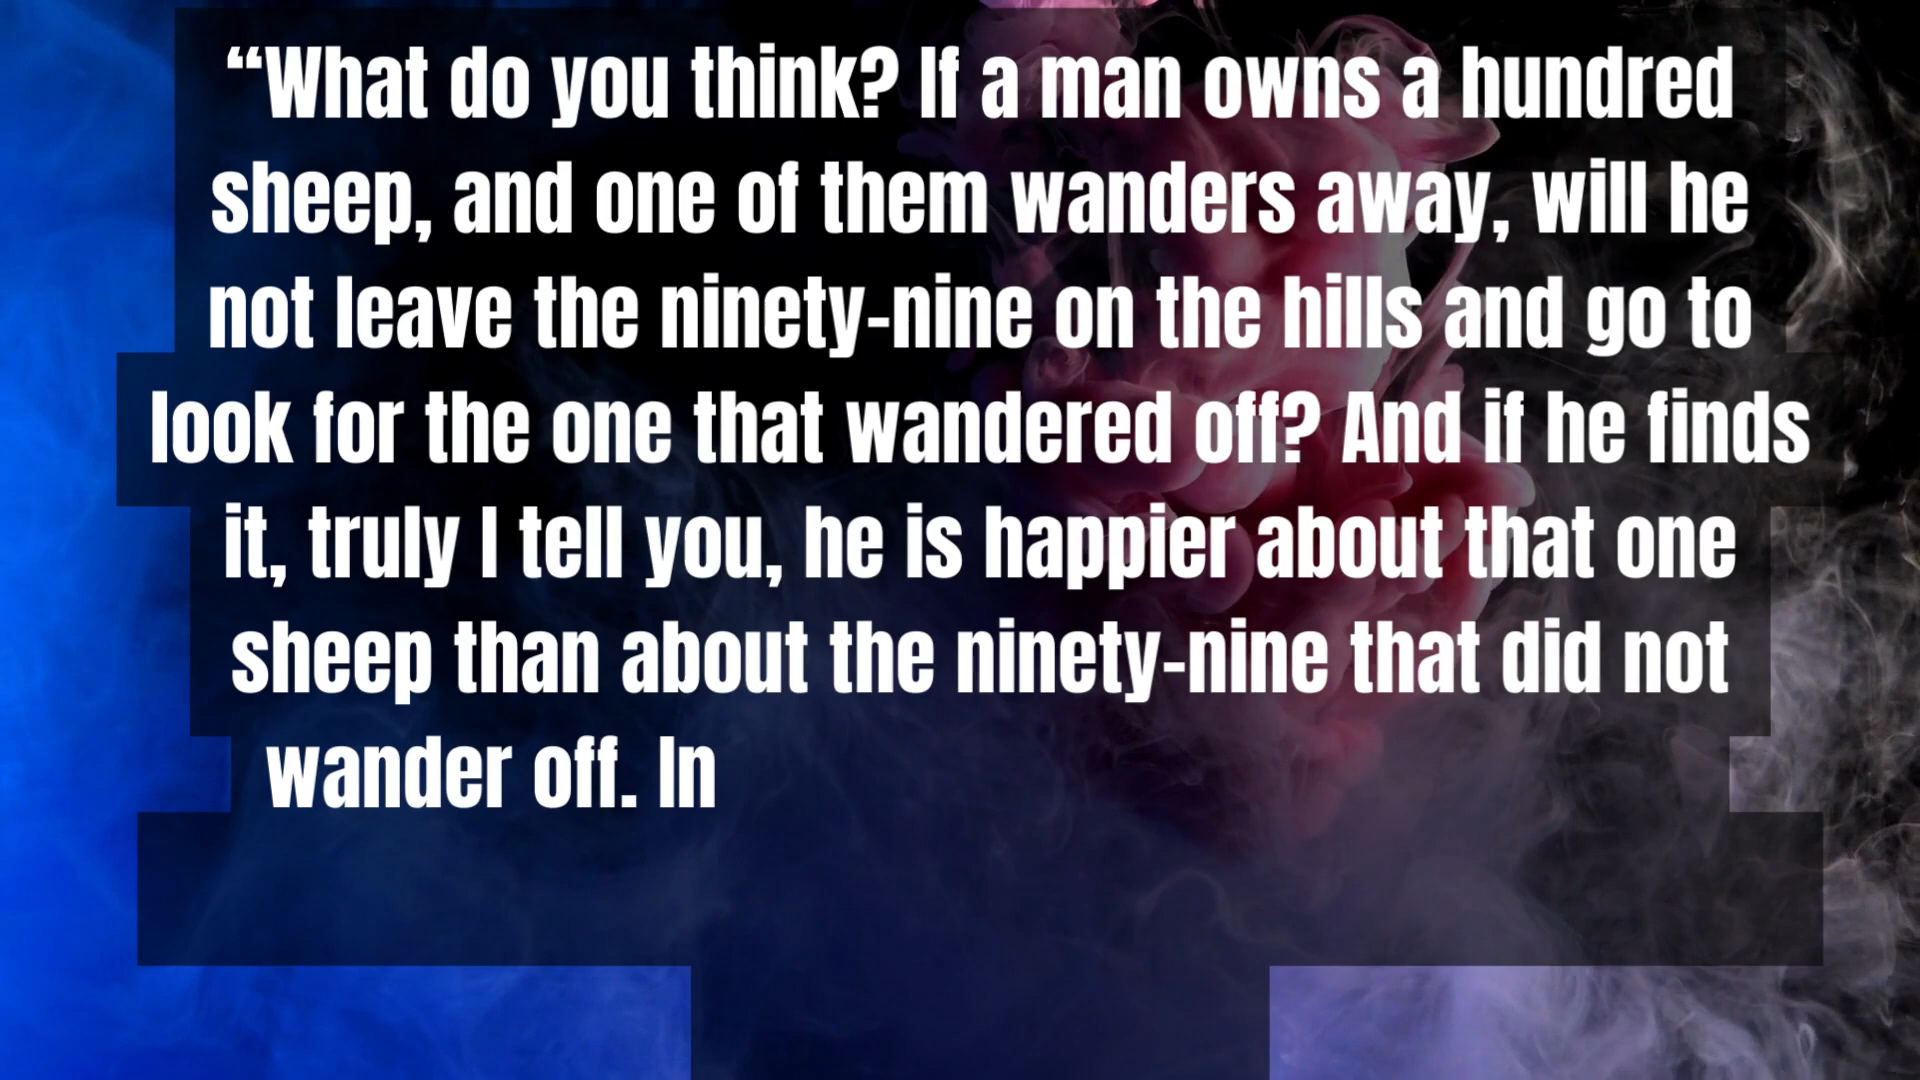 “What do you think? If a man owns a hundred
sheep, and one of them wanders away, will he
not leave the ninety-nine on the hills and go to
look for the one that wandered off? And if he finds
it, truly I tell you, he is happier about that one
sheep than about the ninety-nine that did not
wander off. In